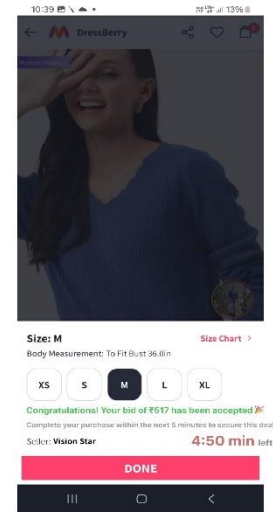 10:39
13%
DressBerry
Size: M
Size Chart >
Body Measurement: To Fit Bust 36.0in
XS
S
M
L
XL
Congratulations! Your bid of ₹517 has been accepted 🎉
Complete your purchase within the next 5 minutes to secure this deal
Seller: Vision Star
4:50 min left
DONE